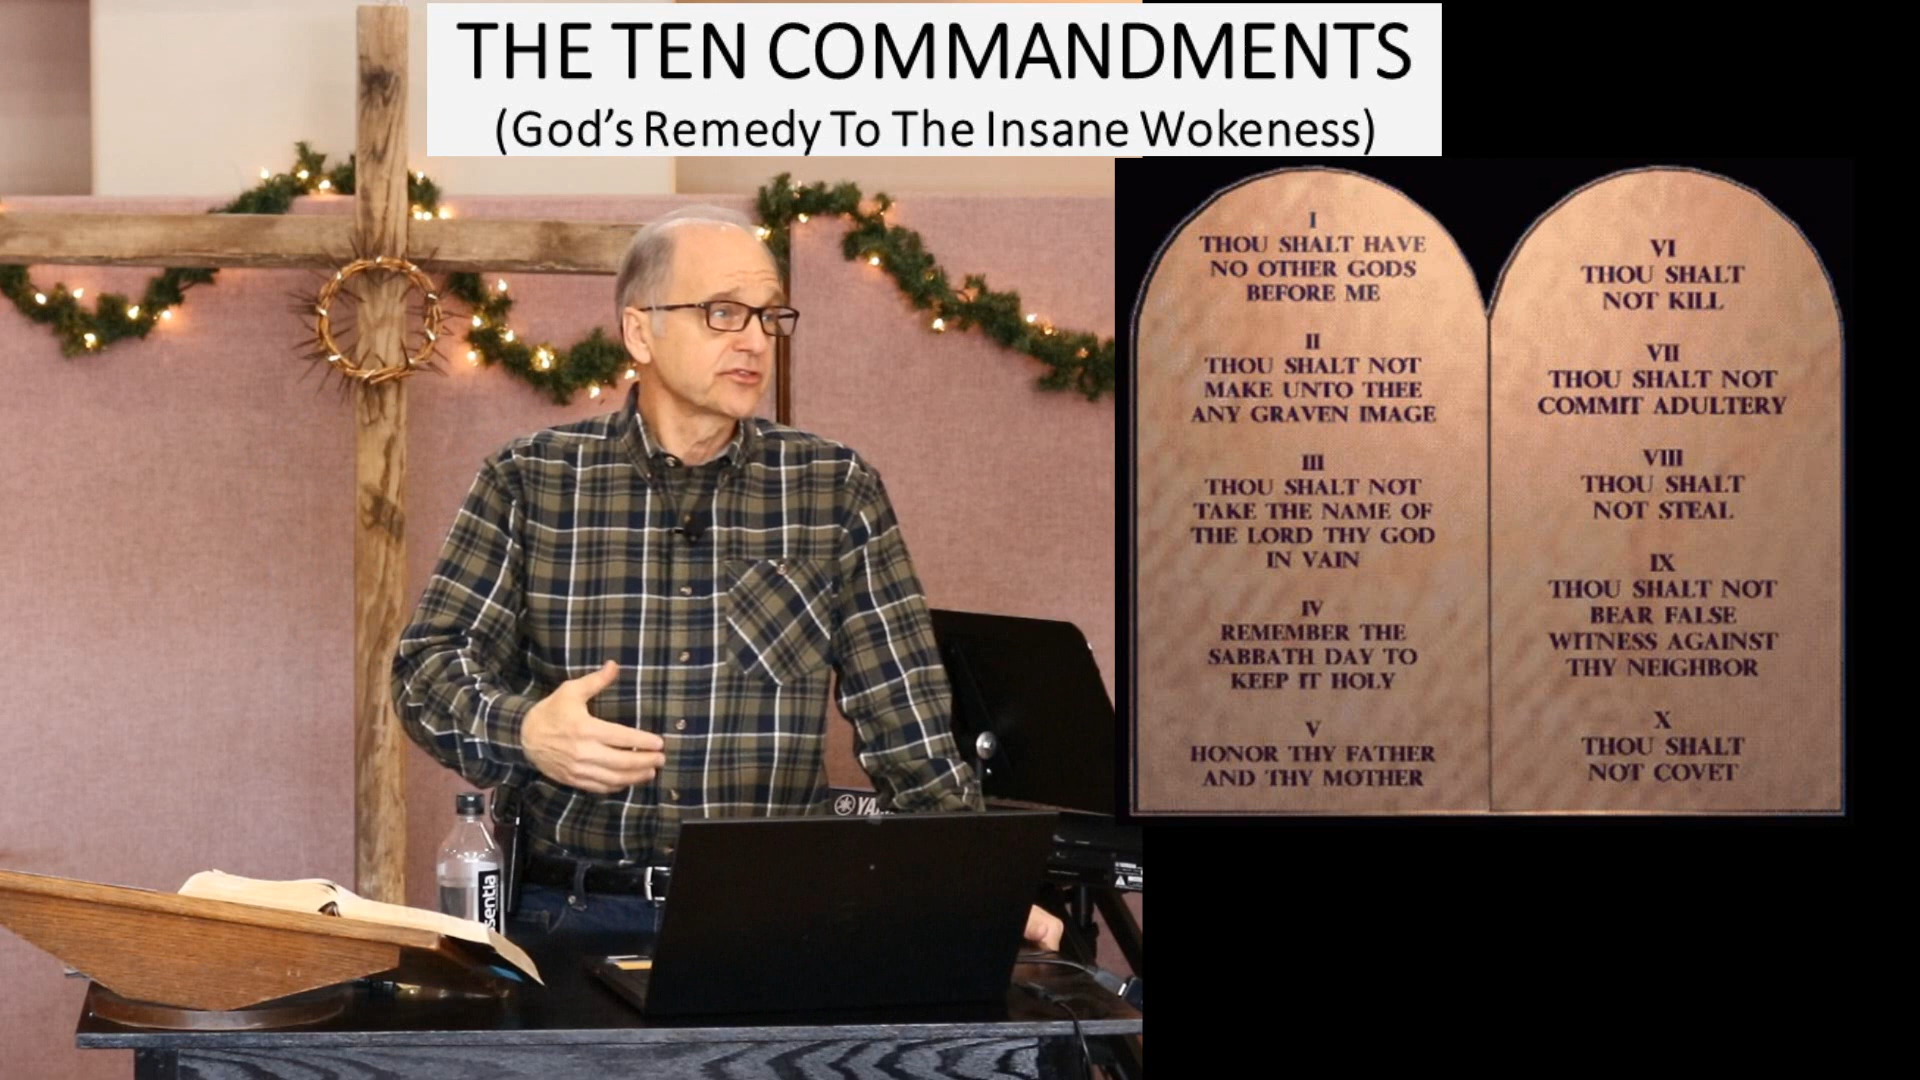 THE TEN COMMANDMENTS
(God's Remedy To The Insane Wokeness)
I
THOU SHALT HAVE
NO OTHER GODS
BEFORE ME
II
THOU SHALT NOT
MAKE UNTO THEE
ANY GRAVEN IMAGE
III
THOU SHALT NOT
TAKE THE NAME OF
THE LORD THY GOD
IN VAIN
IV
REMEMBER THE
SABBATH DAY TO
KEEP IT HOLY
V
HONOR THY FATHER
AND THY MOTHER
VI
THOU SHALT
NOT KILL
VII
THOU SHALT NOT
COMMIT ADULTERY
VIII
THOU SHALT
NOT STEAL
IX
THOU SHALT NOT
BEAR FALSE
WITNESS AGAINST
THY NEIGHBOR
X
THOU SHALT
NOT COVET
YA
sentia